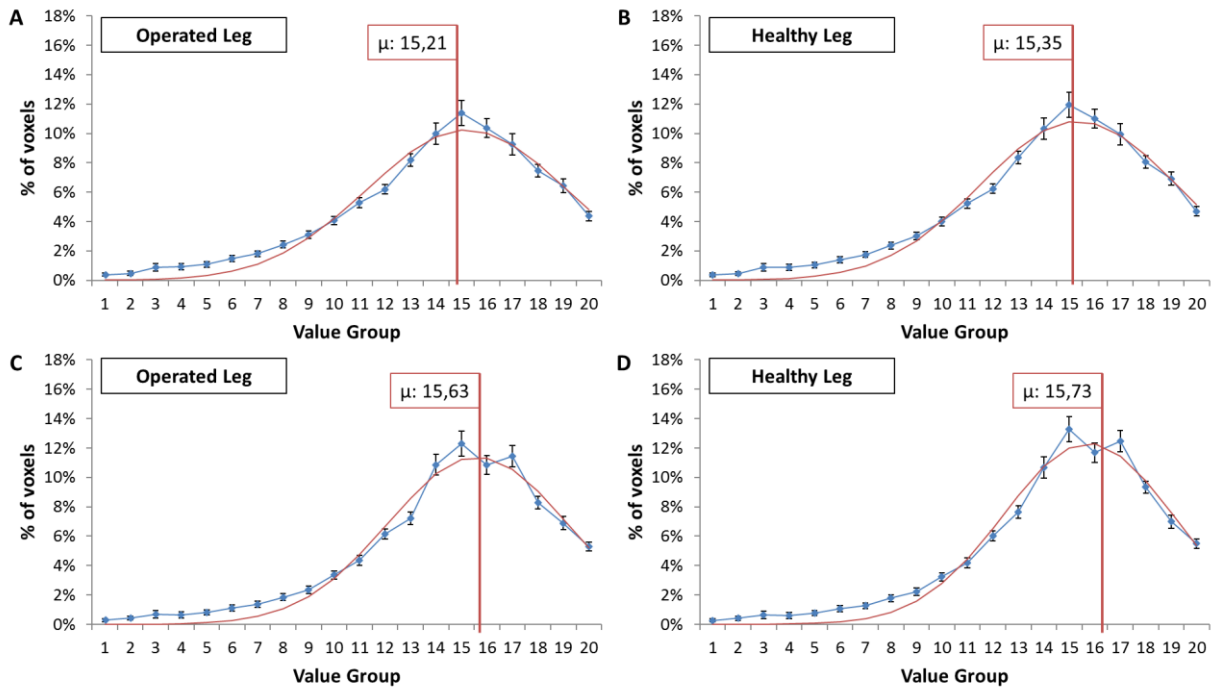 A
Operated Leg
μ: 15,21
% of voxels
18%
16%
14%
12%
10%
8%
6%
4%
2%
0%
1 2 3 4 5 6 7 8 9 10 11 12 13 14 15 16 17 18 19 20
Value Group
B
Healthy Leg
μ: 15,35
% of voxels
18%
16%
14%
12%
10%
8%
6%
4%
2%
0%
1 2 3 4 5 6 7 8 9 10 11 12 13 14 15 16 17 18 19 20
Value Group
C
Operated Leg
μ: 15,63
% of voxels
18%
16%
14%
12%
10%
8%
6%
4%
2%
0%
1 2 3 4 5 6 7 8 9 10 11 12 13 14 15 16 17 18 19 20
Value Group
D
Healthy Leg
μ: 15,73
% of voxels
18%
16%
14%
12%
10%
8%
6%
4%
2%
0%
1 2 3 4 5 6 7 8 9 10 11 12 13 14 15 16 17 18 19 20
Value Group